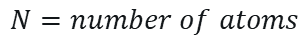 N = number of atoms